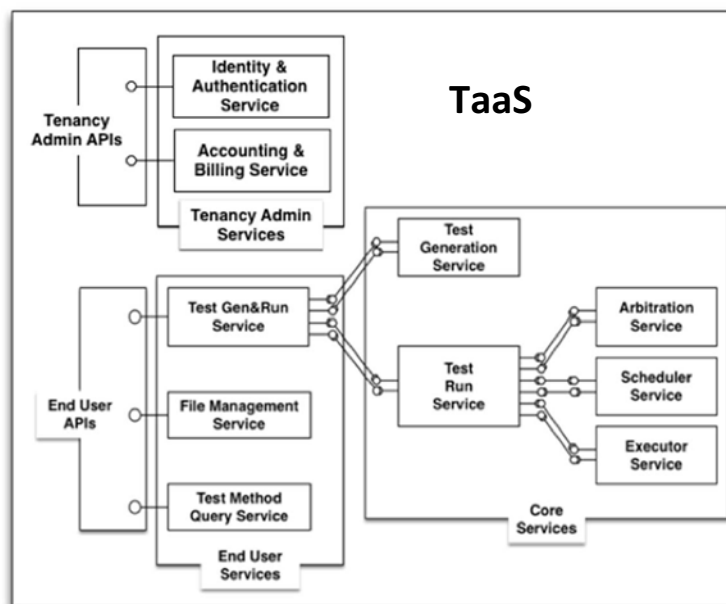 TaaS
Identity &
Authentication
Service
Tenancy
Admin APIs
Accounting &
Billing Service
Tenancy Admin
Services
Test
Generation
Service
Test Gen&Run
Service
Arbitration
Service
Test
Run
Service
Scheduler
Service
End User
APIs
File Management
Service
Executor
Service
Test Method
Query Service
Core
Services
End User
Services